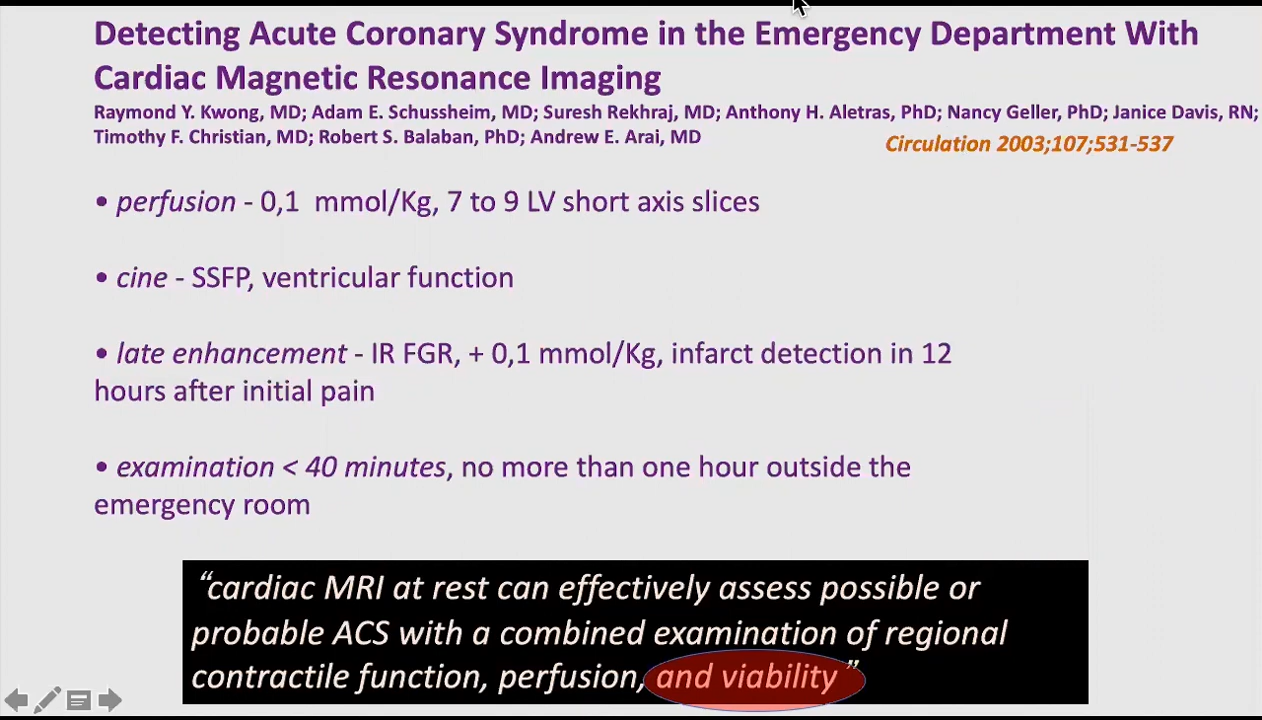 Detecting Acute Coronary Syndrome in the Emergency Department With
Cardiac Magnetic Resonance Imaging
Raymond Y. Kwong, MD; Adam E. Schussheim, MD; Suresh Rekhraj, MD; Anthony H. Aletras, PhD; Nancy Geller, PhD; Janice Davis, RN;
Timothy F. Christian, MD; Robert S. Balaban, PhD; Andrew E. Arai, MD
Circulation 2003;107;531-537
• perfusion - 0,1 mmol/Kg, 7 to 9 LV short axis slices
• cine - SSFP, ventricular function
• late enhancement - IR FGR, + 0,1 mmol/Kg, infarct detection in 12
hours after initial pain
• examination < 40 minutes, no more than one hour outside the
emergency room
“cardiac MRI at rest can effectively assess possible or
probable ACS with a combined examination of regional
contractile function, perfusion, and viability ”